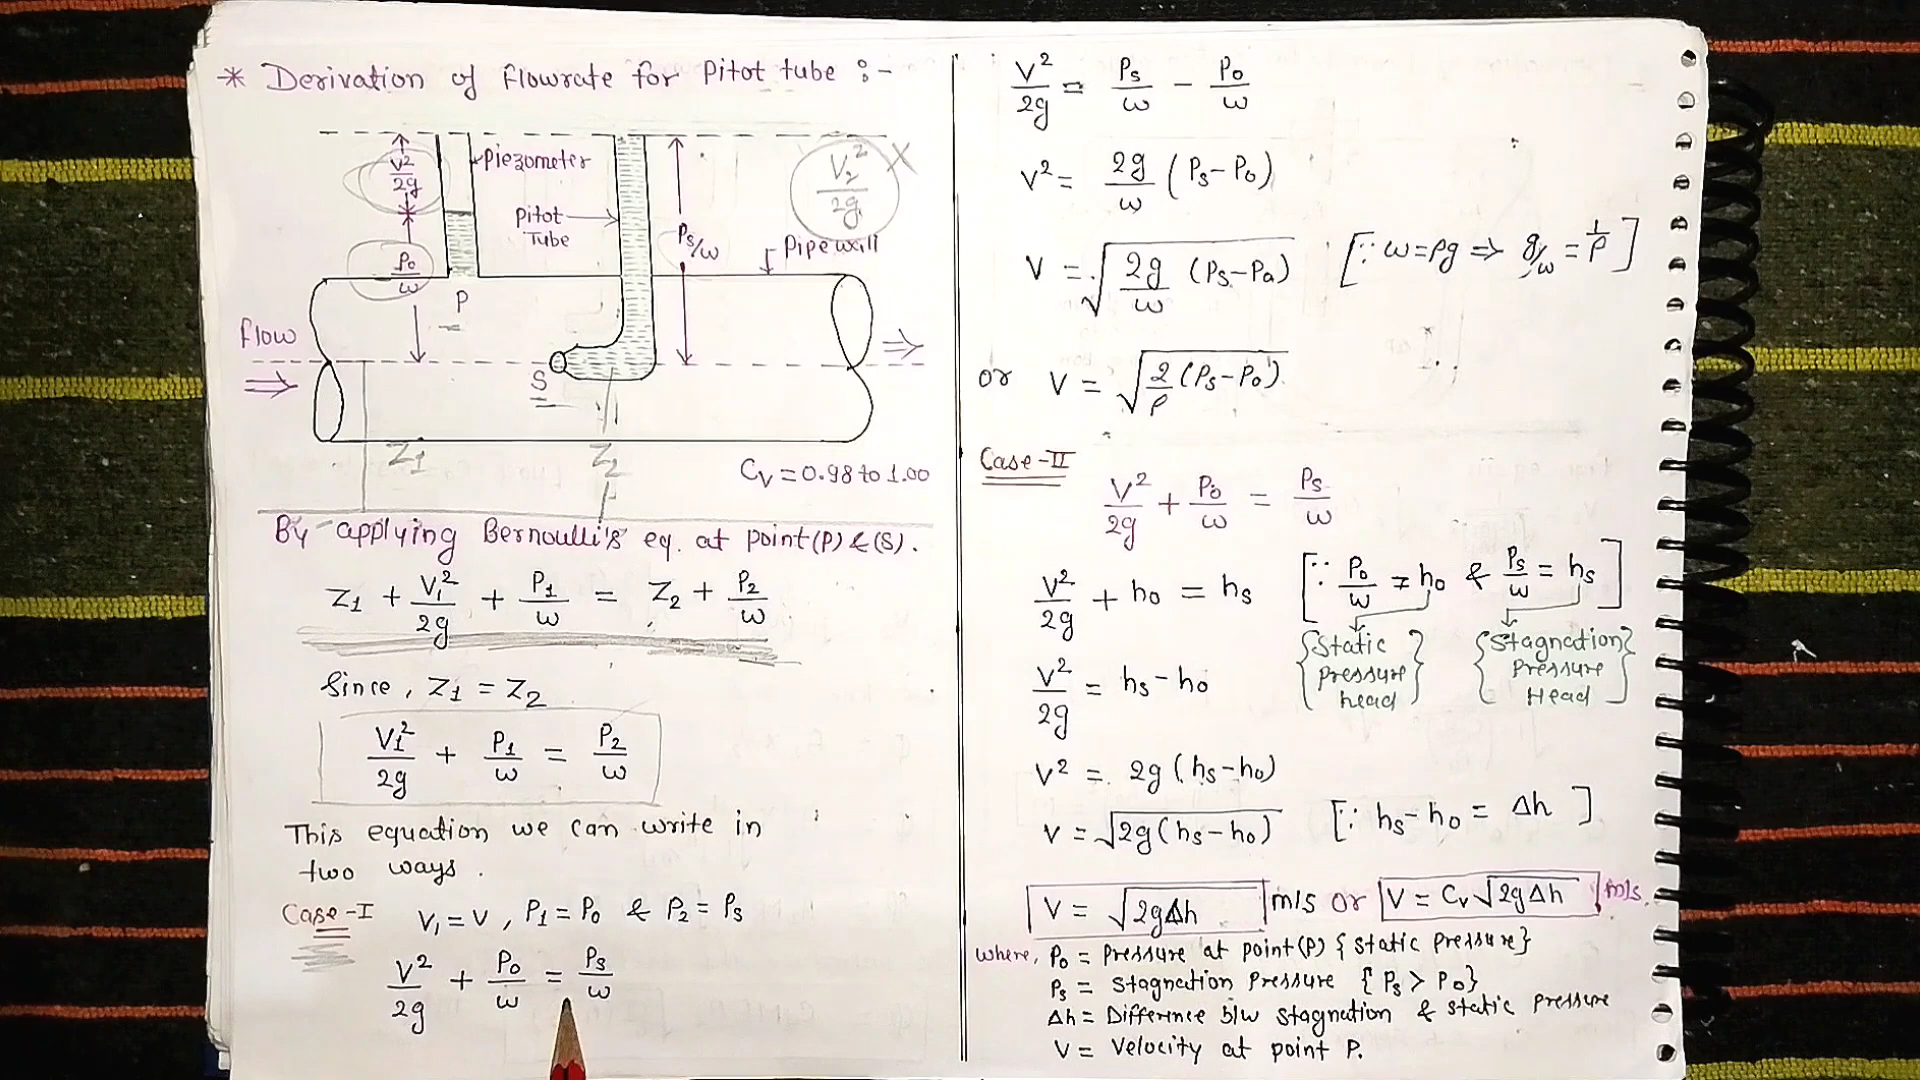 * Derivation of flowrate for Pitot tube :-
V²/2g
Piezometer
V₂²/2g X
Pitot Tube
Ps/ω
Pipe wall
Po/ω
P
flow
S
Z1
Z2
Cv = 0.98 to 1.00
By applying Bernoulli's eq. at point (P) & (S).
Z1 + V1²/2g + P1/ω = Z2 + P2/ω
Since, Z1 = Z2
V1²/2g + P1/ω = P2/ω
This equation we can write in
two ways.
Case-I V1 = V, P1 = Po & P2 = Ps
V²/2g + Po/ω = Ps/ω
V²/2g = Ps/ω - Po/ω
V² = 2g/ω (Ps-Po)
V = √(2g/ω (Ps-Pa)) [∵ ω=ρg => g/ω = 1/ρ]
or V = √(2/ρ (Ps-Po))
Case-II
V²/2g + Po/ω = Ps/ω
V²/2g + ho = hs [∵ Po/ω = ho & Ps/ω = hs]
{Static pressure head} {Stagnation pressure Head}
V²/2g = hs - ho
V² = 2g (hs-ho)
V = √(2g(hs-ho)) [∵ hs-ho = Δh]
V = √(2gΔh) m/s or V = Cv √(2gΔh) m/s.
where, Po = Pressure at point (P) {static pressure}
Ps = Stagnation Pressure {Ps > Po}
Δh = Difference b/w stagnation & static pressure
V = Velocity at point P.